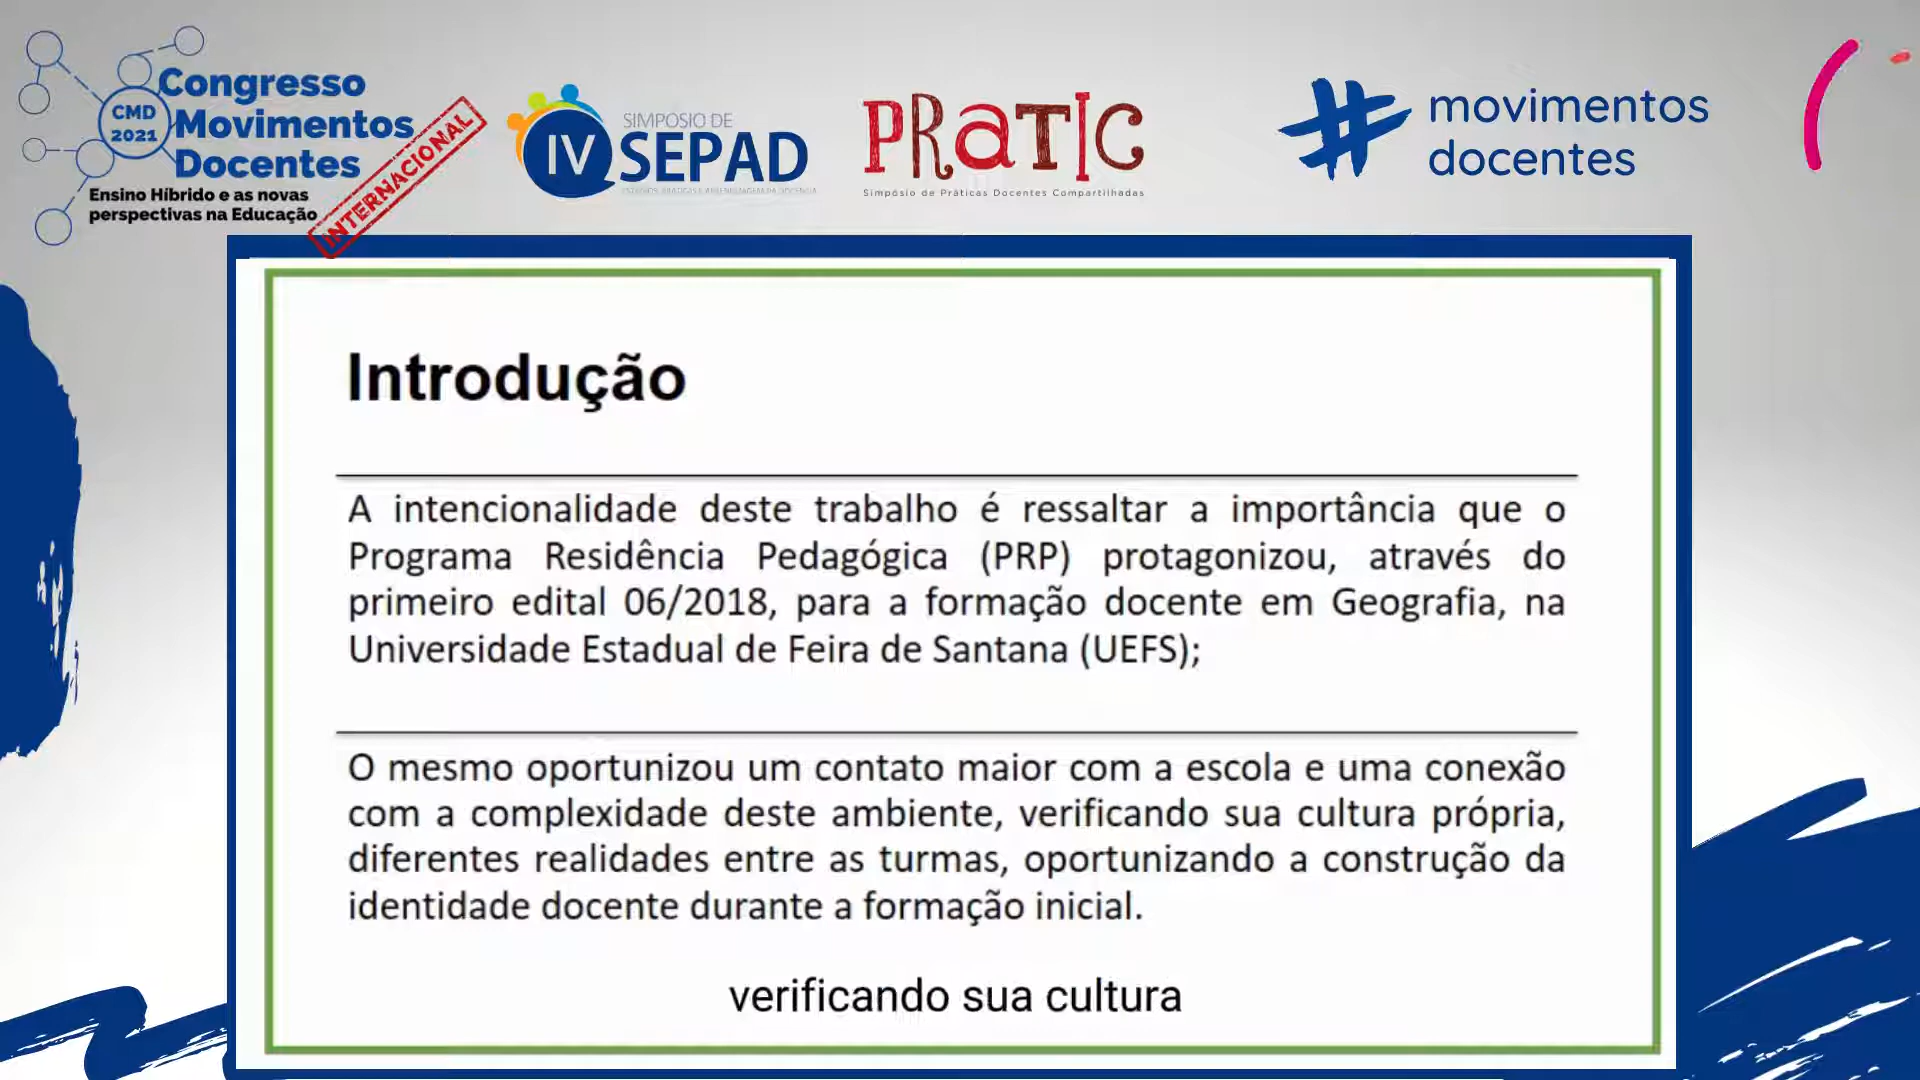 CMD
2021
Congresso
Movimentos
Docentes
Ensino Híbrido e as novas
perspectivas na Educação
INTERNACIONAL
IV
SIMPÓSIO DE
SEPAD
PRATIC
Simpósio de Práticas Docentes Compartilhadas
# movimentos
docentes
Introdução
A intencionalidade deste trabalho é ressaltar a importância que o
Programa Residência Pedagógica (PRP) protagonizou, através do
primeiro edital 06/2018, para a formação docente em Geografia, na
Universidade Estadual de Feira de Santana (UEFS);
O mesmo oportunizou um contato maior com a escola e uma conexão
com a complexidade deste ambiente, verificando sua cultura própria,
diferentes realidades entre as turmas, oportunizando a construção da
identidade docente durante a formação inicial.
verificando sua cultura